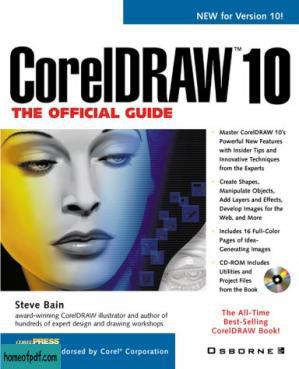 NEW for Version 10!
CorelDRAW™ 10
THE OFFICIAL GUIDE
• Master CorelDRAW 10's
Powerful New Features
with Insider Tips and
Innovative Techniques
from the Experts
• Create Shapes,
Manipulate Objects,
Add Layers and Effects,
Develop Images for the
Web, and More
• Includes 16 Full-Color
Pages of Idea-
Generating Images
• CD-ROM Includes
Utilities and
Project Files
from the Book
Steve Bain
award-winning CorelDRAW illustrator and author of
hundreds of expert design and drawing workshops
The All-Time
Best-Selling
CorelDRAW Book!
COREL PRESS
homeofpdf.com
dorsed by Corel® Corporation
OSBORNE